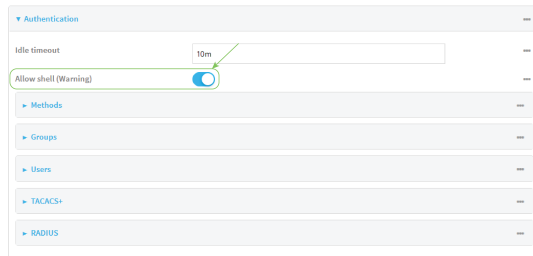 Authentication
Idle timeout
10m
Allow shell (Warning)
Methods
Groups
Users
TACACS+
RADIUS